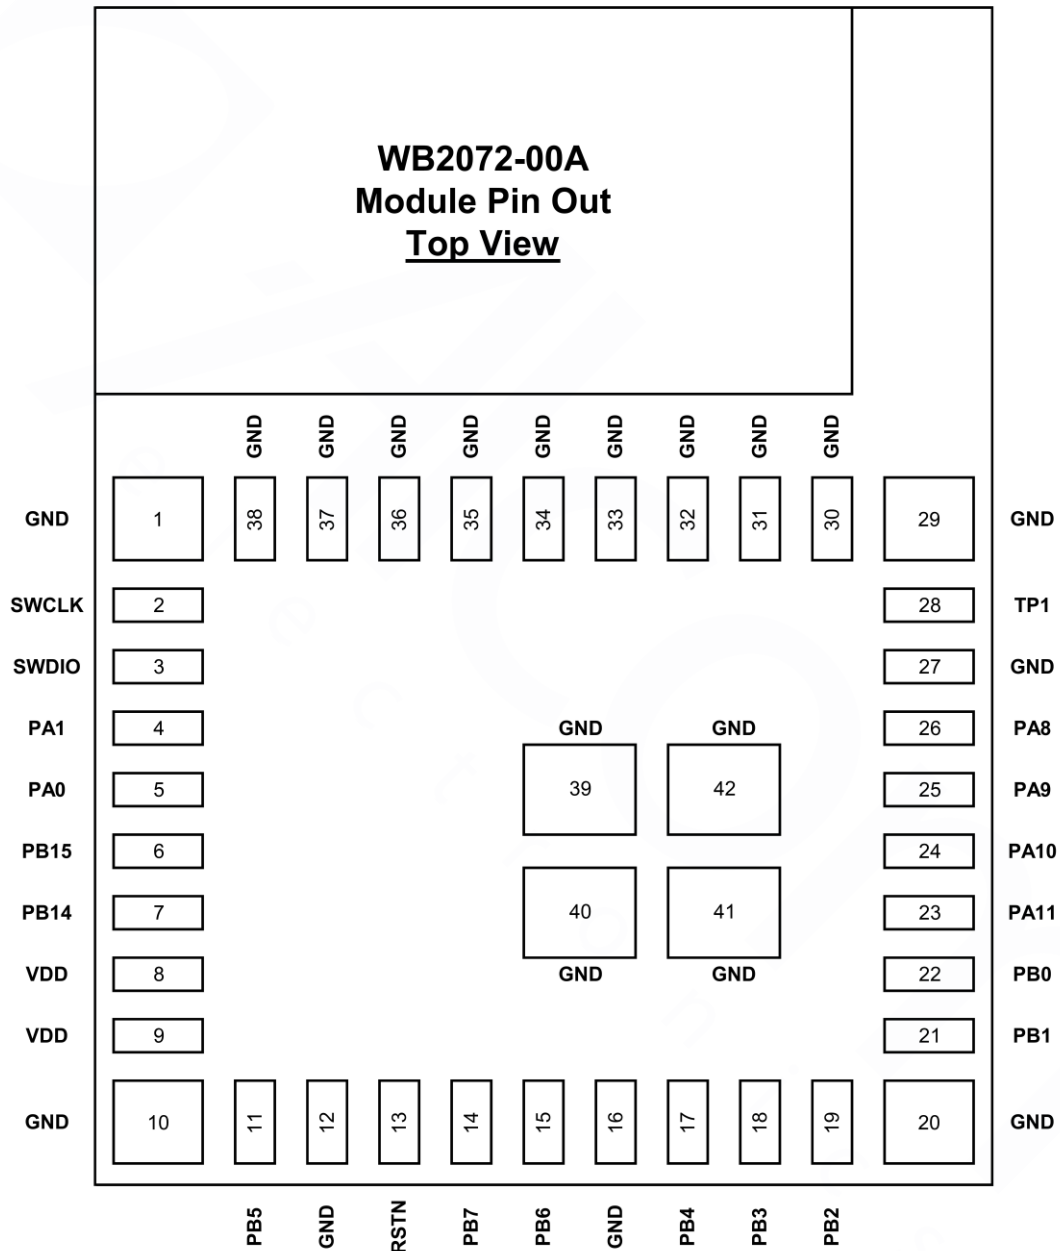 WB2072-00A
Module Pin Out
Top View
GND GND GND GND GND GND GND GND GND
GND 1 38 37 36 35 34 33 32 31 30 29 GND
SWCLK 2 28 TP1
SWDIO 3 27 GND
PA1 4 GND GND 26 PA8
PA0 5 39 42 25 PA9
PB15 6 24 PA10
PB14 7 40 41 23 PA11
VDD 8 GND GND 22 PB0
VDD 9 21 PB1
GND 10 11 12 13 14 15 16 17 18 19 20 GND
PB5 GND RSTN PB7 PB6 GND PB4 PB3 PB2